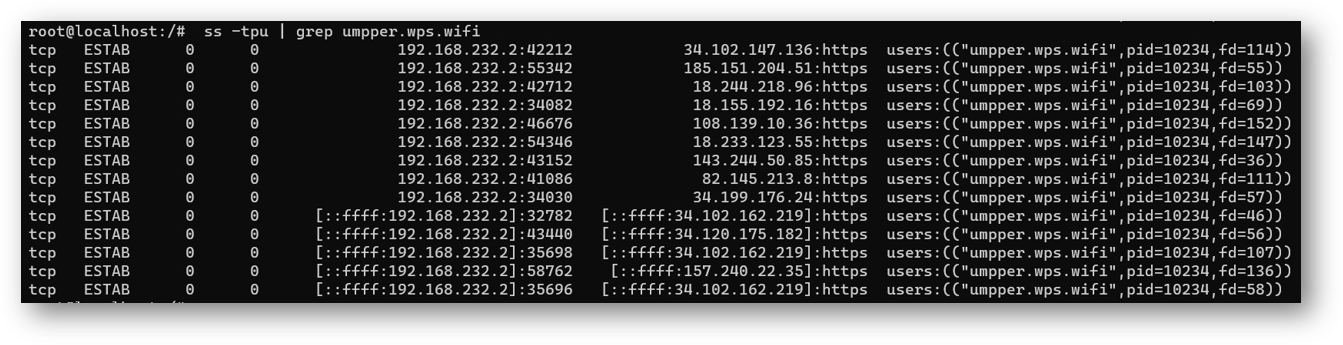 root@localhost:/# ss -tpu | grep umpper.wps.wifi
tcp ESTAB 0 0 192.168.232.2:42212 34.102.147.136:https users:(("umpper.wps.wifi",pid=10234,fd=114))
tcp ESTAB 0 0 192.168.232.2:55342 185.151.204.51:https users:(("umpper.wps.wifi",pid=10234,fd=55))
tcp ESTAB 0 0 192.168.232.2:42712 18.244.218.96:https users:(("umpper.wps.wifi",pid=10234,fd=103))
tcp ESTAB 0 0 192.168.232.2:34082 18.155.192.16:https users:(("umpper.wps.wifi",pid=10234,fd=69))
tcp ESTAB 0 0 192.168.232.2:46676 108.139.10.36:https users:(("umpper.wps.wifi",pid=10234,fd=152))
tcp ESTAB 0 0 192.168.232.2:54346 18.233.123.55:https users:(("umpper.wps.wifi",pid=10234,fd=147))
tcp ESTAB 0 0 192.168.232.2:43152 143.244.50.85:https users:(("umpper.wps.wifi",pid=10234,fd=36))
tcp ESTAB 0 0 192.168.232.2:41086 82.145.213.8:https users:(("umpper.wps.wifi",pid=10234,fd=111))
tcp ESTAB 0 0 192.168.232.2:34030 34.199.176.24:https users:(("umpper.wps.wifi",pid=10234,fd=57))
tcp ESTAB 0 0 [::ffff:192.168.232.2]:32782 [::ffff:34.102.162.219]:https users:(("umpper.wps.wifi",pid=10234,fd=46))
tcp ESTAB 0 0 [::ffff:192.168.232.2]:43440 [::ffff:34.120.175.182]:https users:(("umpper.wps.wifi",pid=10234,fd=56))
tcp ESTAB 0 0 [::ffff:192.168.232.2]:35698 [::ffff:34.102.162.219]:https users:(("umpper.wps.wifi",pid=10234,fd=107))
tcp ESTAB 0 0 [::ffff:192.168.232.2]:58762 [::ffff:157.240.22.35]:https users:(("umpper.wps.wifi",pid=10234,fd=136))
tcp ESTAB 0 0 [::ffff:192.168.232.2]:35696 [::ffff:34.102.162.219]:https users:(("umpper.wps.wifi",pid=10234,fd=58))